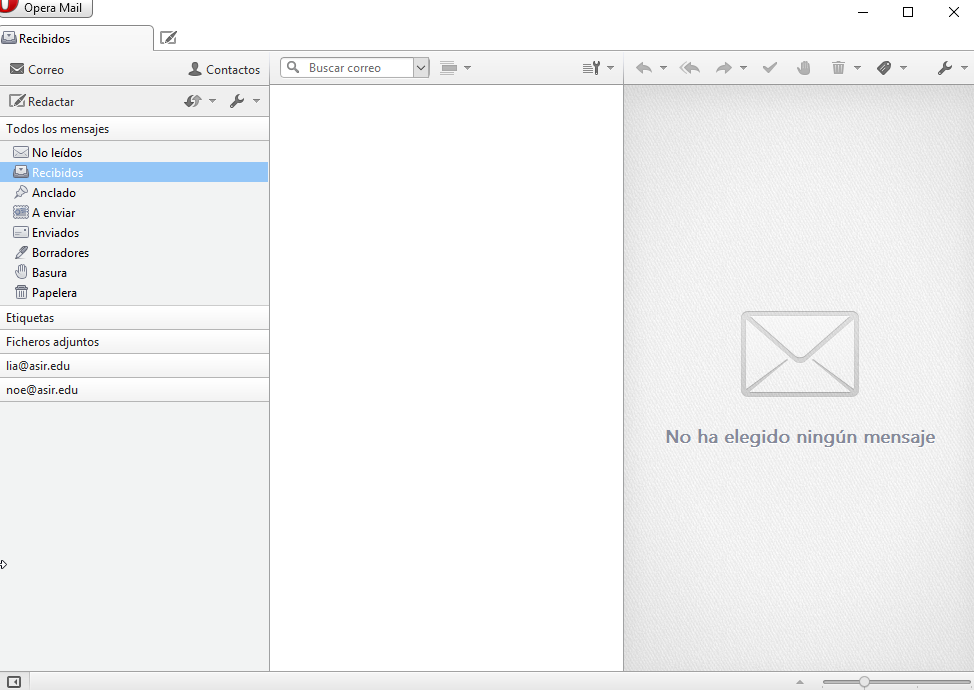 Opera Mail
Recibidos
Correo
Contactos
Buscar correo
Redactar
Todos los mensajes
No leídos
Recibidos
Anclado
A enviar
Enviados
Borradores
Basura
Papelera
Etiquetas
Ficheros adjuntos
lia@asir.edu
noe@asir.edu
No ha elegido ningún mensaje